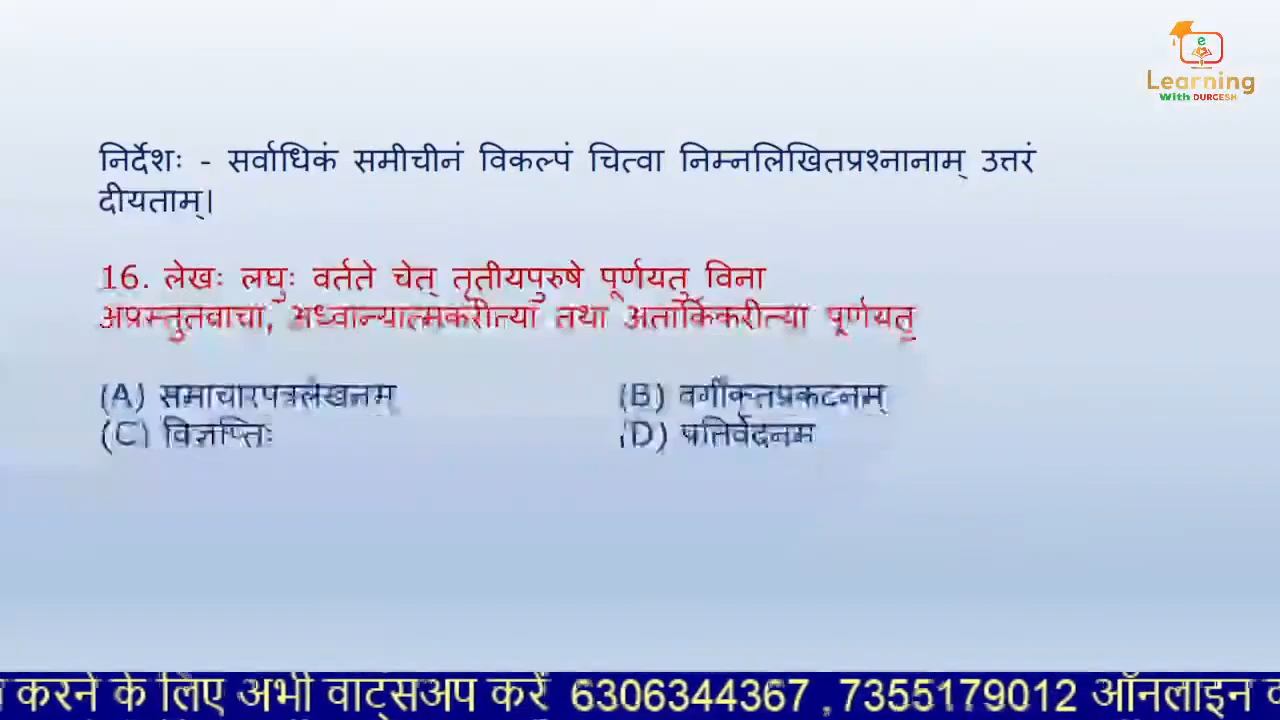 e
Learning
With DURGESH
निर्देशः - सर्वाधिकं समीचीनं विकल्पं चित्वा निम्नलिखितप्रश्नानाम् उत्तरं
दीयताम्।
16. लेखः लघुः वर्तते चेत् तृतीयपुरुषे पूर्णयत् विना
अप्रस्तुतवाचा, तथा अतार्किकरीत्या पूर्णयत्
(A) समाचारपत्रलेखनम् (B) वर्गीकृतप्रकटनम्
(C) विज्ञप्तिः (D) प्रतिवेदनम्
करने के लिए अभी वाट्सअप करें 6306344367 ,7355179012 ऑनलाइन